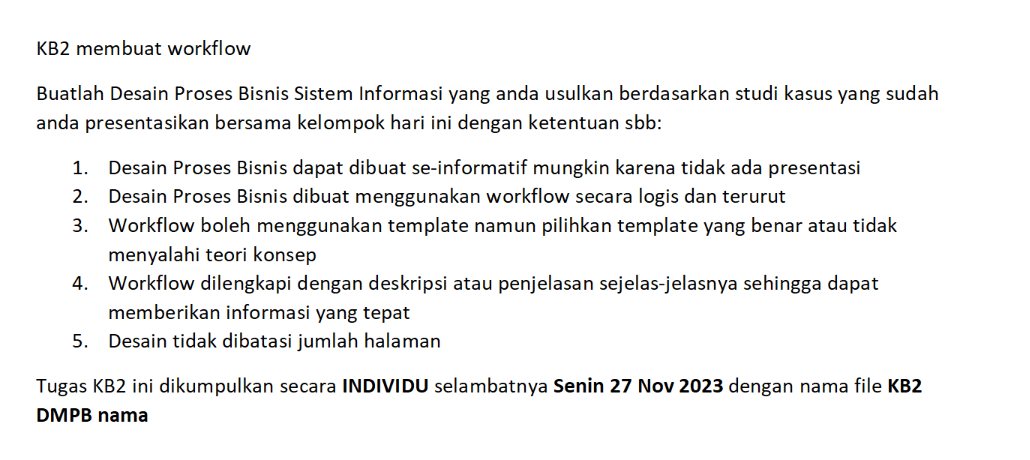 KB2 membuat workflow
Buatlah Desain Proses Bisnis Sistem Informasi yang anda usulkan berdasarkan studi kasus yang sudah
anda presentasikan bersama kelompok hari ini dengan ketentuan sbb:
1. Desain Proses Bisnis dapat dibuat se-informatif mungkin karena tidak ada presentasi
2. Desain Proses Bisnis dibuat menggunakan workflow secara logis dan terurut
3. Workflow boleh menggunakan template namun pilihkan template yang benar atau tidak
menyalahi teori konsep
4. Workflow dilengkapi dengan deskripsi atau penjelasan sejelas-jelasnya sehingga dapat
memberikan informasi yang tepat
5. Desain tidak dibatasi jumlah halaman
Tugas KB2 ini dikumpulkan secara INDIVIDU selambatnya Senin 27 Nov 2023 dengan nama file KB2
DMPB nama